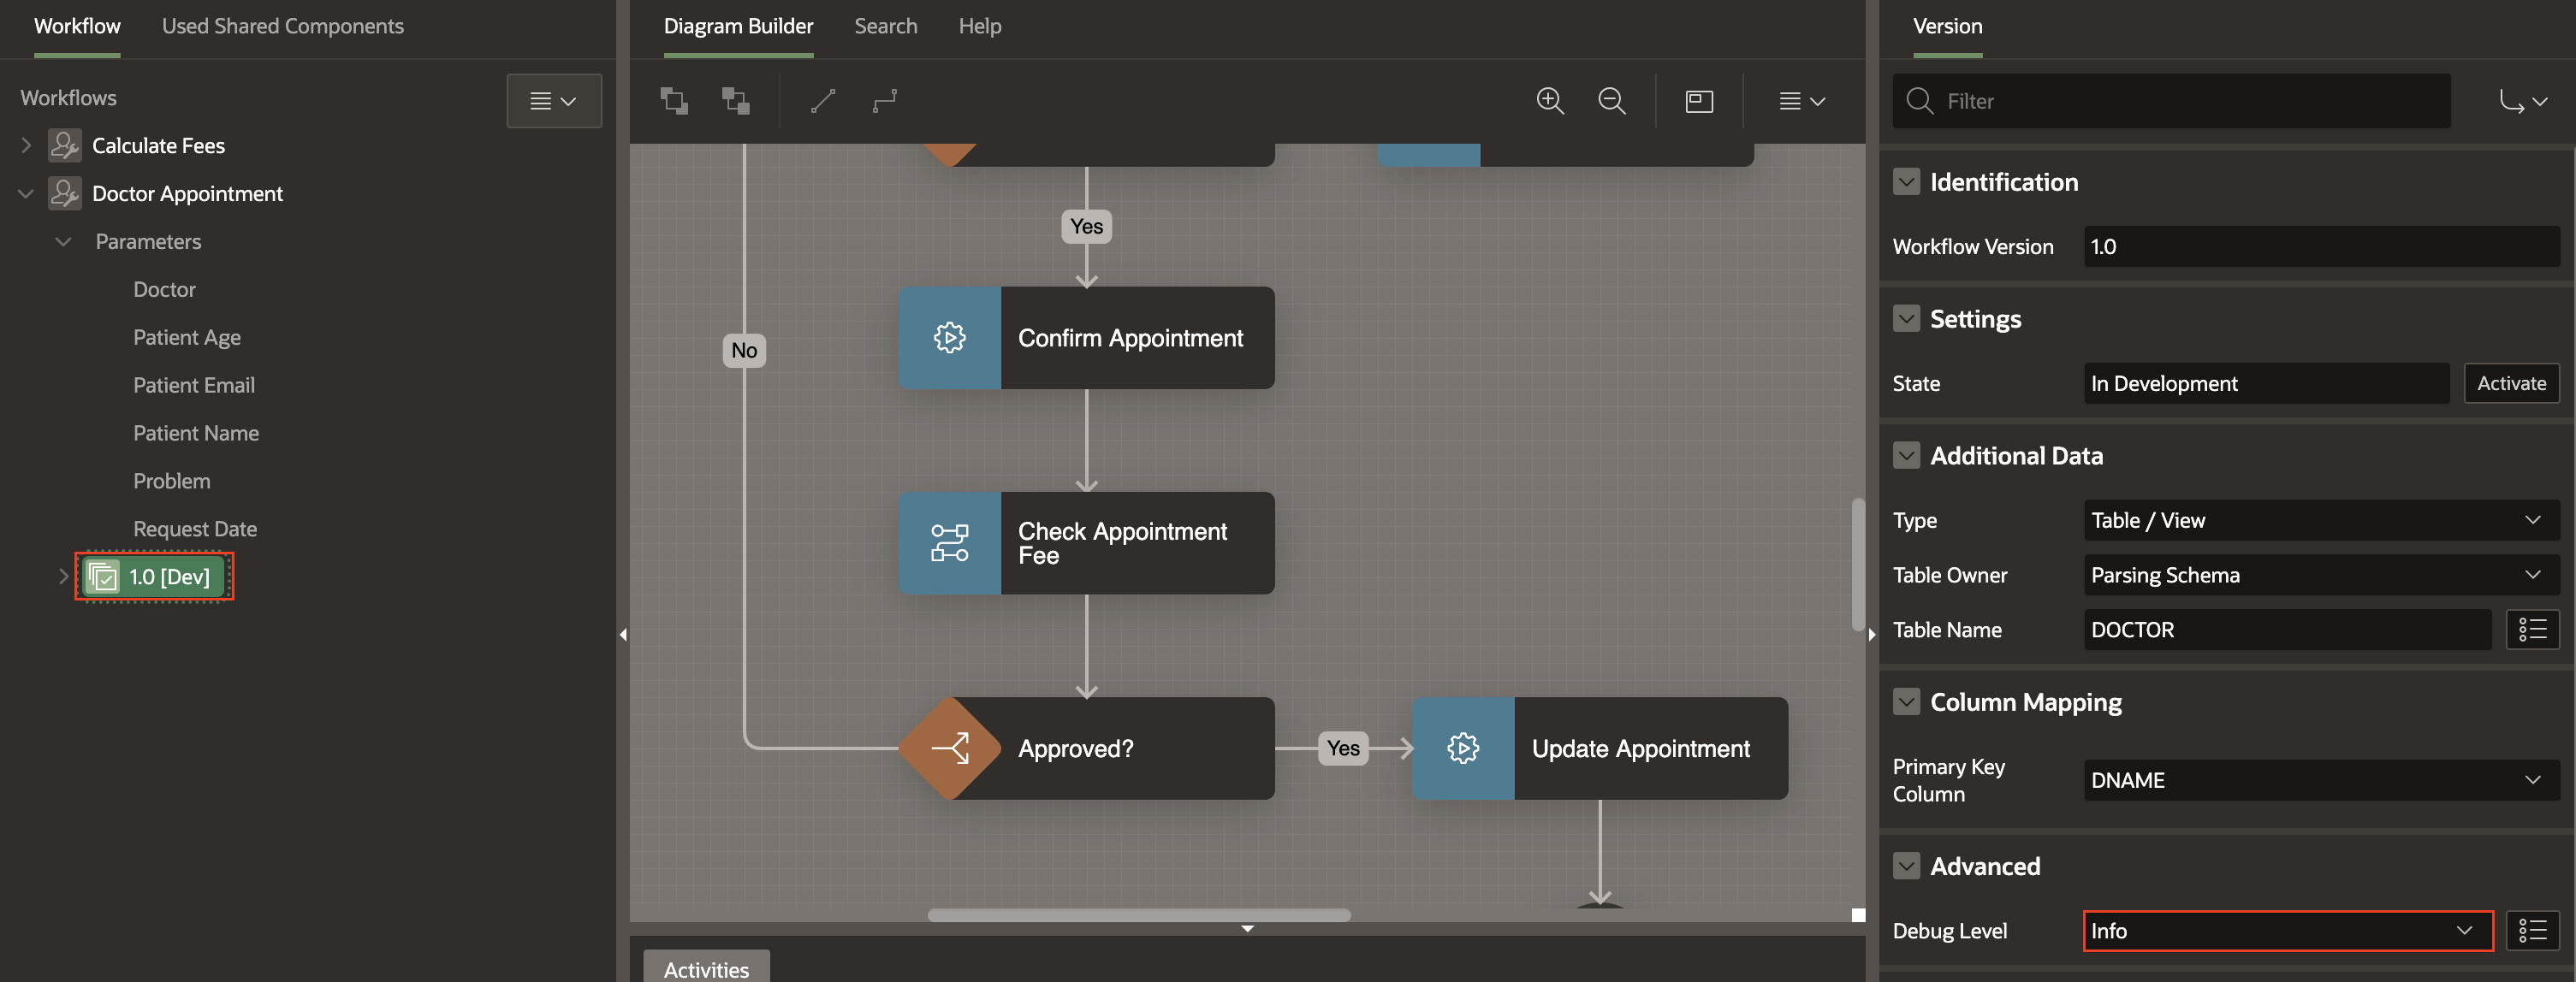 Workflow
Used Shared Components
Workflows
Calculate Fees
Doctor Appointment
Parameters
Doctor
Patient Age
Patient Email
Patient Name
Problem
Request Date
1.0 [Dev]
Diagram Builder
Search
Help
Yes
No
Confirm Appointment
Check Appointment
Fee
Approved?
Yes
Update Appointment
Activities
Version
Filter
Identification
Workflow Version
1.0
Settings
State
In Development
Activate
Additional Data
Type
Table / View
Table Owner
Parsing Schema
Table Name
DOCTOR
Column Mapping
Primary Key
Column
DNAME
Advanced
Debug Level
Info